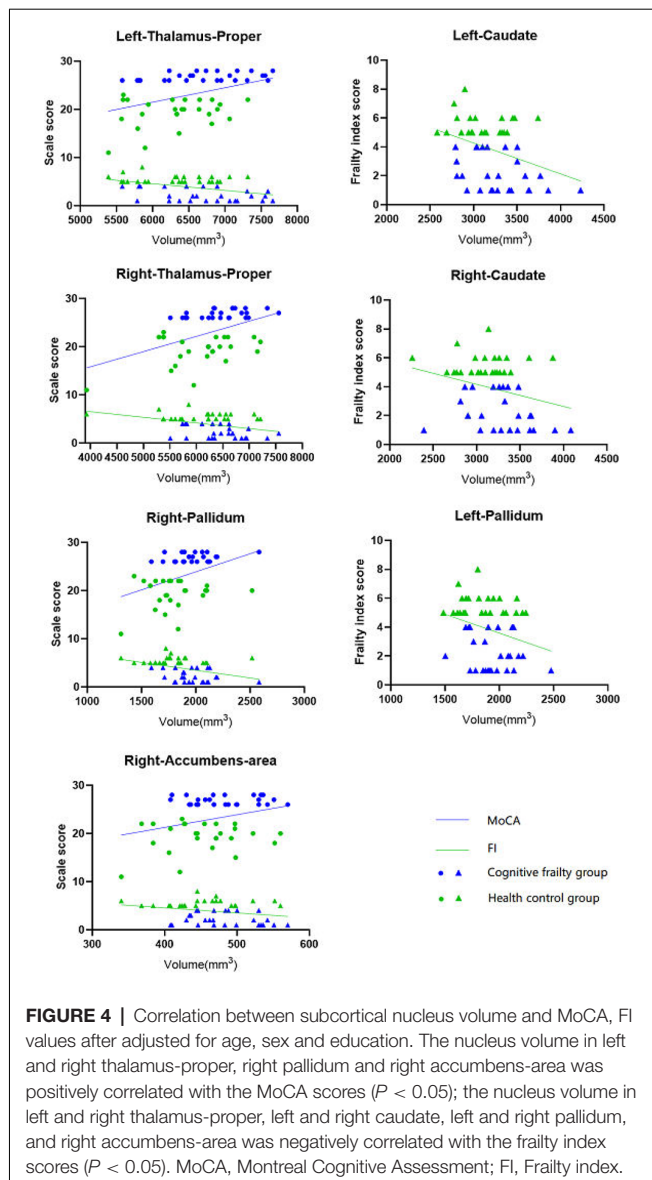 Left-Thalamus-Proper
Scale score
30
20
10
0
5000 5500 6000 6500 7000 7500 8000
Volume(mm³)
Left-Caudate
Frailty index score
10
8
6
4
2
0
2000 2500 3000 3500 4000 4500
Volume(mm³)
Right-Thalamus-Proper
Scale score
30
20
10
0
4000 4500 5000 5500 6000 6500 7000 7500 8000
Volume(mm³)
Right-Caudate
Frailty index score
10
8
6
4
2
0
2000 2500 3000 3500 4000 4500
Volume(mm³)
Right-Pallidum
Scale score
30
20
10
0
1000 1500 2000 2500 3000
Volume(mm³)
Left-Pallidum
Frailty index score
10
8
6
4
2
0
1000 1500 2000 2500 3000
Volume(mm³)
Right-Accumbens-area
Scale score
30
20
10
0
300 400 500 600
Volume(mm³)
MoCA
FI
Cognitive frailty group
Health control group
FIGURE 4 | Correlation between subcortical nucleus volume and MoCA, FI
values after adjusted for age, sex and education. The nucleus volume in left
and right thalamus-proper, right pallidum and right accumbens-area was
positively correlated with the MoCA scores (P < 0.05); the nucleus volume in
left and right thalamus-proper, left and right caudate, left and right pallidum,
and right accumbens-area was negatively correlated with the frailty index
scores (P < 0.05). MoCA, Montreal Cognitive Assessment; FI, Frailty index.